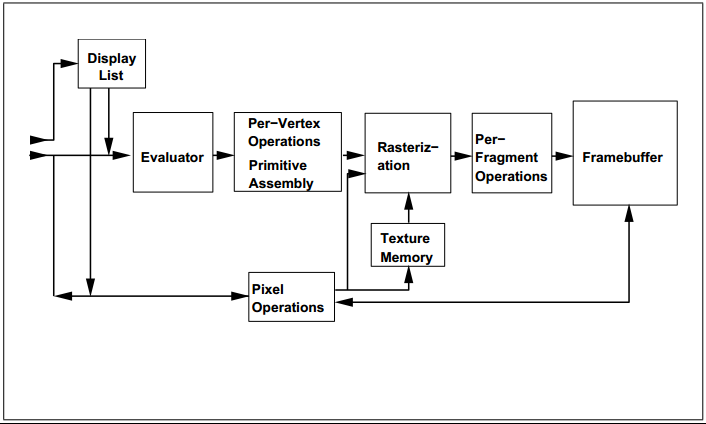 Display
List
Evaluator
Per−Vertex
Operations
Primitive
Assembly
Rasteriz−
ation
Per−
Fragment
Operations
Framebuffer
Texture
Memory
Pixel
Operations